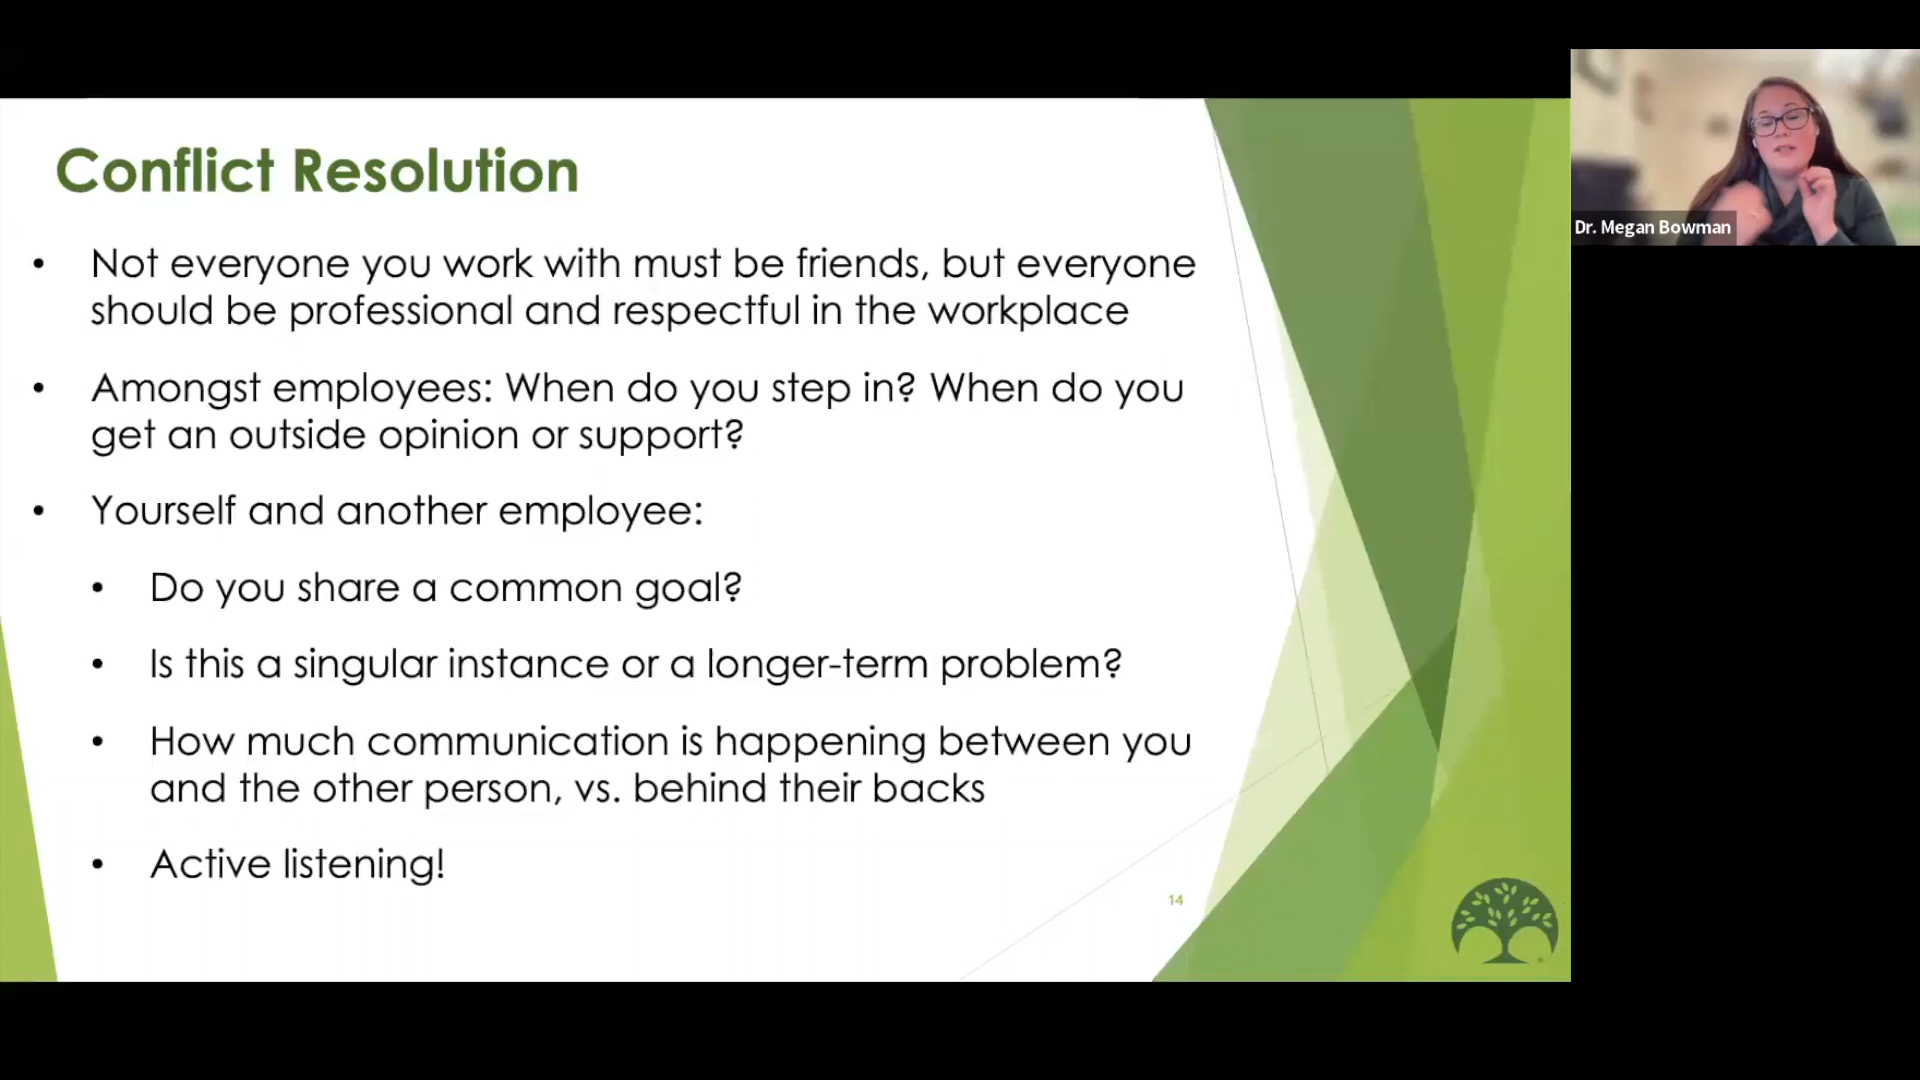 Conflict Resolution
• Not everyone you work with must be friends, but everyone
should be professional and respectful in the workplace
• Amongst employees: When do you step in? When do you
get an outside opinion or support?
• Yourself and another employee:
• Do you share a common goal?
• Is this a singular instance or a longer-term problem?
• How much communication is happening between you
and the other person, vs. behind their backs
• Active listening!
14
Dr. Megan Bowman